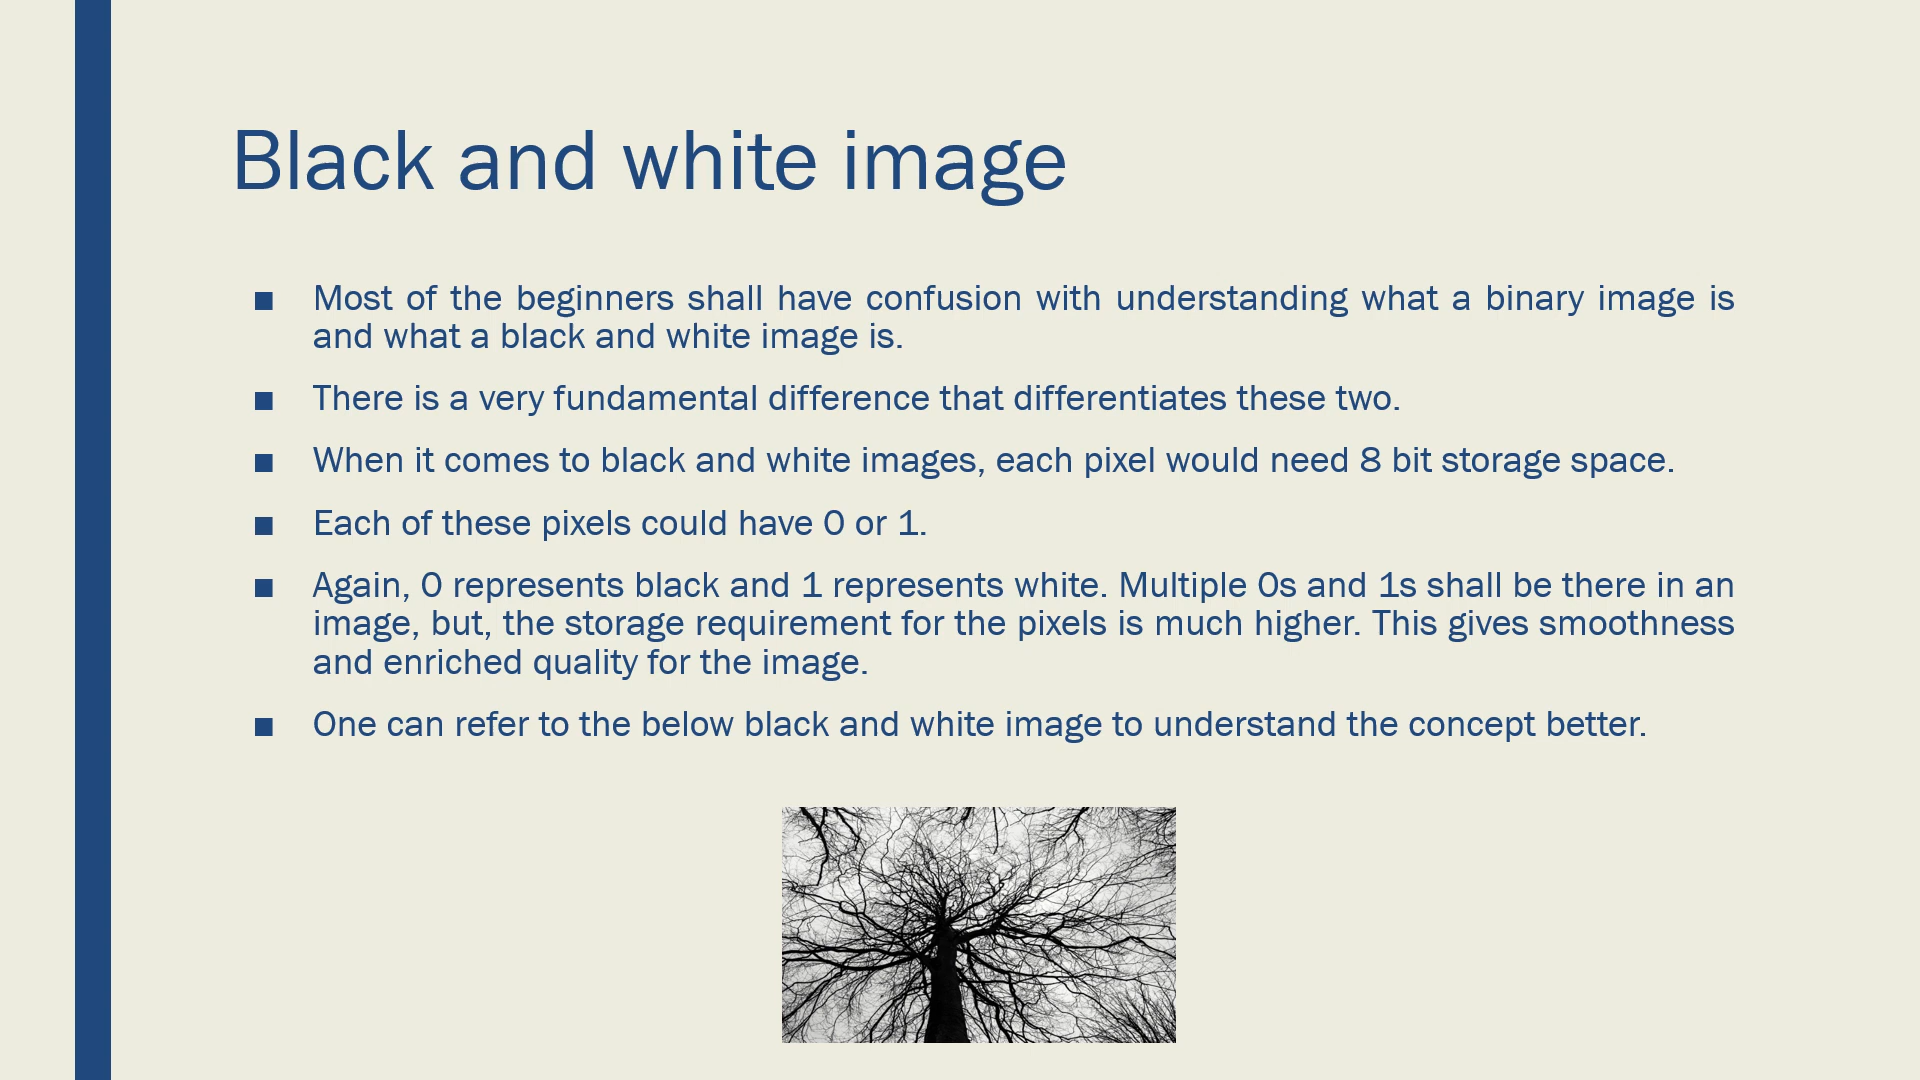 Black and white image
▪ Most of the beginners shall have confusion with understanding what a binary image is
and what a black and white image is.
▪ There is a very fundamental difference that differentiates these two.
▪ When it comes to black and white images, each pixel would need 8 bit storage space.
▪ Each of these pixels could have 0 or 1.
▪ Again, 0 represents black and 1 represents white. Multiple 0s and 1s shall be there in an
image, but, the storage requirement for the pixels is much higher. This gives smoothness
and enriched quality for the image.
▪ One can refer to the below black and white image to understand the concept better.